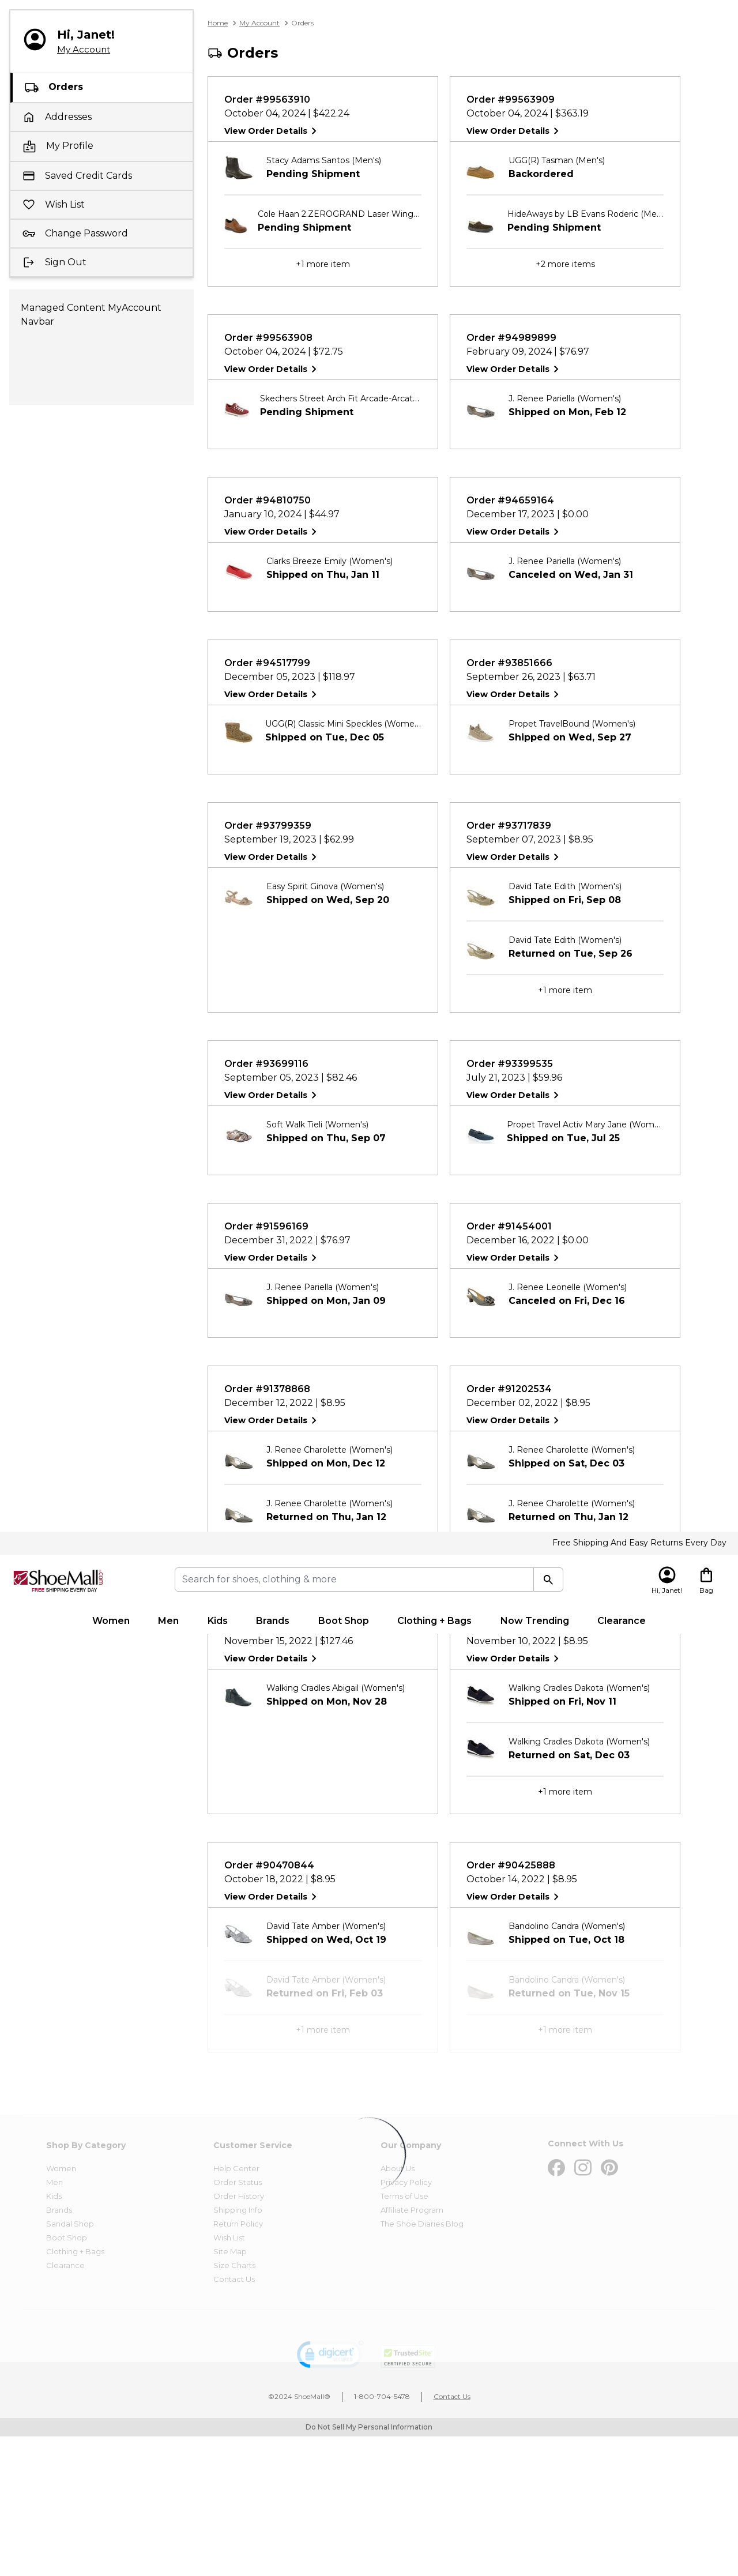 Hi, Janet!
My Account
Orders
Addresses
My Profile
Saved Credit Cards
Wish List
Change Password
Sign Out
Managed Content MyAccount
Navbar
Home > My Account > Orders
Orders
Order #99563910
October 04, 2024 | $422.24
View Order Details >
Stacy Adams Santos (Men's)
Pending Shipment
Cole Haan 2.ZEROGRAND Laser Wing...
Pending Shipment
+1 more item
Order #99563909
October 04, 2024 | $363.19
View Order Details >
UGG(R) Tasman (Men's)
Backordered
HideAways by LB Evans Roderic (Me...
Pending Shipment
+2 more items
Order #99563908
October 04, 2024 | $72.75
View Order Details >
Skechers Street Arch Fit Arcade-Arcat...
Pending Shipment
Order #94989899
February 09, 2024 | $76.97
View Order Details >
J. Renee Pariella (Women's)
Shipped on Mon, Feb 12
Order #94810750
January 10, 2024 | $44.97
View Order Details >
Clarks Breeze Emily (Women's)
Shipped on Thu, Jan 11
Order #94659164
December 17, 2023 | $0.00
View Order Details >
J. Renee Pariella (Women's)
Canceled on Wed, Jan 31
Order #94517799
December 05, 2023 | $118.97
View Order Details >
UGG(R) Classic Mini Speckles (Wome...
Shipped on Tue, Dec 05
Order #93851666
September 26, 2023 | $63.71
View Order Details >
Propet TravelBound (Women's)
Shipped on Wed, Sep 27
Order #93799359
September 19, 2023 | $62.99
View Order Details >
Easy Spirit Ginova (Women's)
Shipped on Wed, Sep 20
Order #93717839
September 07, 2023 | $8.95
View Order Details >
David Tate Edith (Women's)
Shipped on Fri, Sep 08
David Tate Edith (Women's)
Returned on Tue, Sep 26
+1 more item
Order #93699116
September 05, 2023 | $82.46
View Order Details >
Soft Walk Tieli (Women's)
Shipped on Thu, Sep 07
Order #93399535
July 21, 2023 | $59.96
View Order Details >
Propet Travel Activ Mary Jane (Wom...
Shipped on Tue, Jul 25
Order #91596169
December 31, 2022 | $76.97
View Order Details >
J. Renee Pariella (Women's)
Shipped on Mon, Jan 09
Order #91454001
December 16, 2022 | $0.00
View Order Details >
J. Renee Leonelle (Women's)
Canceled on Fri, Dec 16
Order #91378868
December 12, 2022 | $8.95
View Order Details >
J. Renee Charolette (Women's)
Shipped on Mon, Dec 12
J. Renee Charolette (Women's)
Returned on Thu, Jan 12
Order #91202534
December 02, 2022 | $8.95
View Order Details >
J. Renee Charolette (Women's)
Shipped on Sat, Dec 03
J. Renee Charolette (Women's)
Returned on Thu, Jan 12
Free Shipping And Easy Returns Every Day
ShoeMall.com
FREE SHIPPING EVERY DAY
Search for shoes, clothing & more
Hi, Janet!
Bag
Women Men Kids Brands Boot Shop Clothing + Bags Now Trending Clearance
November 15, 2022 | $127.46
View Order Details >
Walking Cradles Abigail (Women's)
Shipped on Mon, Nov 28
November 10, 2022 | $8.95
View Order Details >
Walking Cradles Dakota (Women's)
Shipped on Fri, Nov 11
Walking Cradles Dakota (Women's)
Returned on Sat, Dec 03
+1 more item
Order #90470844
October 18, 2022 | $8.95
View Order Details >
David Tate Amber (Women's)
Shipped on Wed, Oct 19
David Tate Amber (Women's)
Returned on Fri, Feb 03
+1 more item
Order #90425888
October 14, 2022 | $8.95
View Order Details >
Bandolino Candra (Women's)
Shipped on Tue, Oct 18
Bandolino Candra (Women's)
Returned on Tue, Nov 15
+1 more item
Shop By Category
Women
Men
Kids
Brands
Sandal Shop
Boot Shop
Clothing + Bags
Clearance
Customer Service
Help Center
Order Status
Order History
Shipping Info
Return Policy
Wish List
Site Map
Size Charts
Contact Us
Our Company
About Us
Privacy Policy
Terms of Use
Affiliate Program
The Shoe Diaries Blog
Connect With Us
digicert
TrustedSite
CERTIFIED SECURE
©2024 ShoeMall®
1-800-704-5478
Contact Us
Do Not Sell My Personal Information